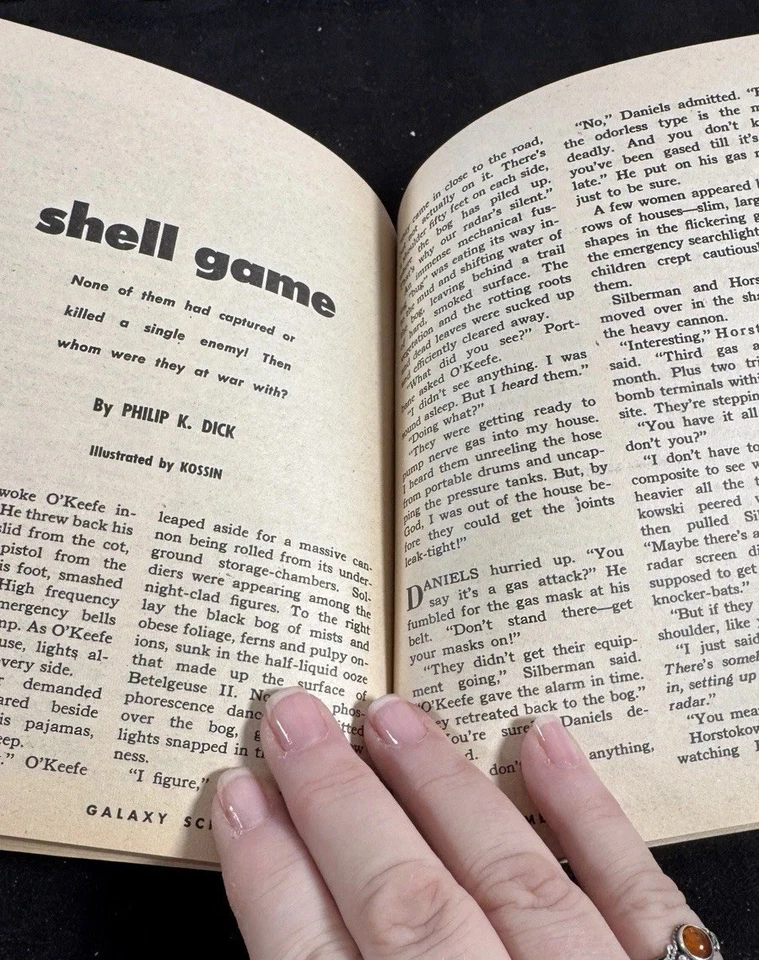 shell game
None of them had captured or
killed a single enemy! Then
whom were they at war with?
By PHILIP K. DICK
Illustrated by KOSSIN
woke O'Keefe in-
He threw back his
slid from the cot,
pistol from the
is foot, smashed
High frequency
mergency bells
mp. As O'Keefe
use, lights al-
very side.
demanded
ared beside
is pajamas,
eep.
O'Keefe
leaped aside for a massive can-
non being rolled from its under-
ground storage-chambers. Sol-
diers were appearing among the
night-clad figures. To the right
lay the black bog of mists and
obese foliage, ferns and pulpy on-
ions, sunk in the half-liquid ooze
that made up the surface of
Betelgeuse II. phos-
phorescence
over the bog,
lights snapped in
ness.
"I figure,"
GALAXY
came in close to the road,
actually on it. There's
shoulder fifty feet on each side,
the bog has piled up.
why our radar's silent."
immense mechanical fus-
"bug" was eating its way in-
mud and shifting water of
bog, leaving behind a trail
hard, smoked surface. The
vegetation and the rotting roots
and dead leaves were sucked up
and efficiently cleared away.
"What did you see?" Port-
bane asked O'Keefe.
"I didn't see anything. I was
sound asleep. But I heard them."
"Doing what?"
"They were getting ready to
pump nerve gas into my house.
I heard them unreeling the hose
from portable drums and uncap-
ping the pressure tanks. But, by
God, I was out of the house be-
fore they could get the joints
leak-tight!"
DANIELS hurried up. "You
say it's a gas attack?" He
fumbled for the gas mask at his
belt. "Don't stand there—get
your masks on!"
"They didn't get their equip-
ment going," Silberman said.
"O'Keefe gave the alarm in time.
retreated back to the bog."
You're sure Daniels de-
anything,
"No," Daniels admitted.
the odorless type is the
deadly. And you don't
you've been gased till it's
late." He put on his gas
just to be sure.
A few women appeared
rows of houses—slim,
shapes in the flickering
the emergency
children crept
them.
Silberman and
moved over in the
the heavy cannon.
"Interesting,"
said. "Third gas
month. Plus two
bomb terminals
site. They're
"You have it all
don't you?"
"I don't have to
composite to see
heavier all the
peered
then pulled
"Maybe there's
radar screen
supposed to get
knocker-bats."
"But if they
shoulder, like
"I just
There's
in, setting up
radar."
"You
watching